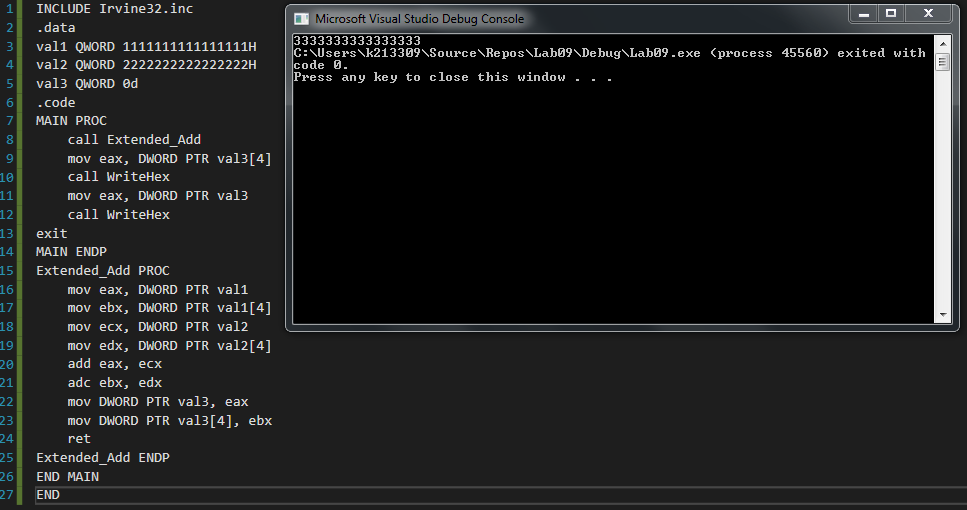 1 INCLUDE Irvine32.inc
2 .data
3 val1 QWORD 1111111111111111H
4 val2 QWORD 2222222222222222H
5 val3 QWORD 0d
6 .code
7 MAIN PROC
8 call Extended_Add
9 mov eax, DWORD PTR val3[4]
10 call WriteHex
11 mov eax, DWORD PTR val3
12 call WriteHex
13 exit
14 MAIN ENDP
15 Extended_Add PROC
16 mov eax, DWORD PTR val1
17 mov ebx, DWORD PTR val1[4]
18 mov ecx, DWORD PTR val2
19 mov edx, DWORD PTR val2[4]
20 add eax, ecx
21 adc ebx, edx
22 mov DWORD PTR val3, eax
23 mov DWORD PTR val3[4], ebx
24 ret
25 Extended_Add ENDP
26 END MAIN
27 END
Microsoft Visual Studio Debug Console
3333333333333333
C:\Users\k213309\Source\Repos\Lab09\Debug\Lab09.exe (process 45560) exited with
code 0.
Press any key to close this window . . .